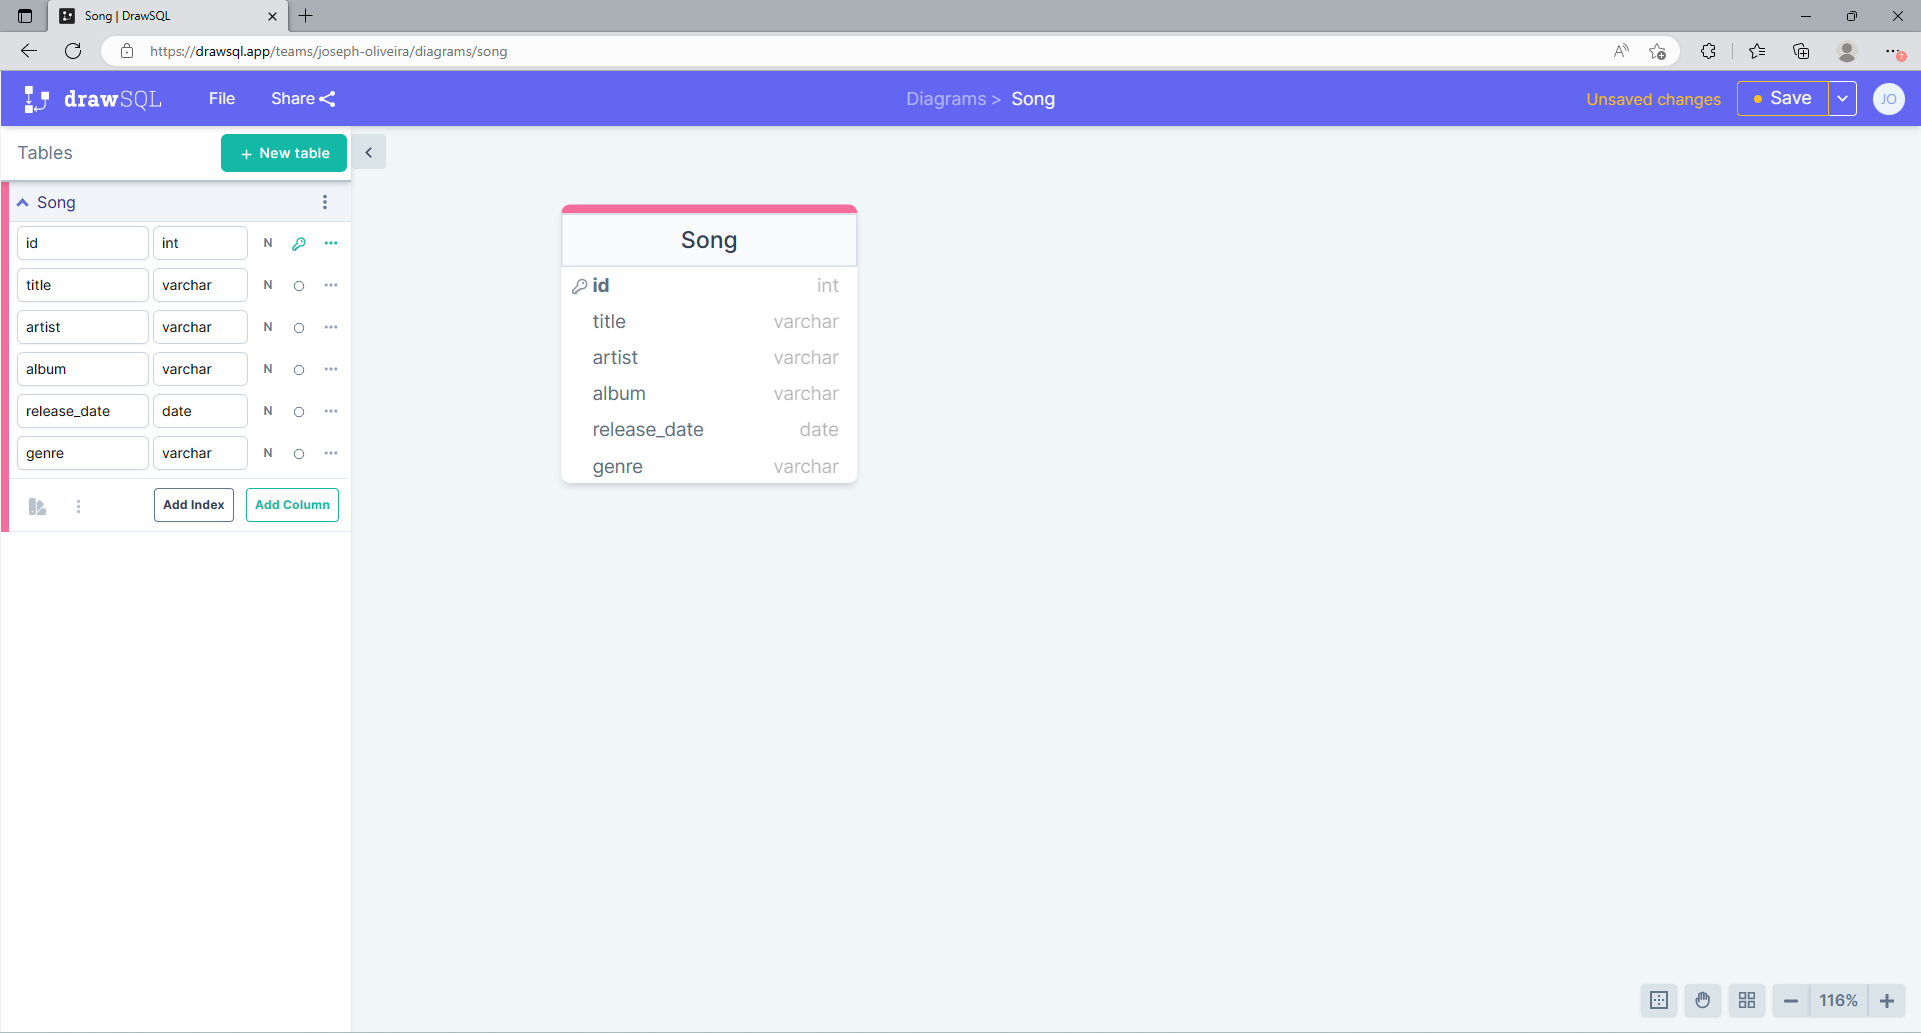 Song | DrawSQL
https://drawsql.app/teams/joseph-oliveira/diagrams/song
drawSQL File Share Diagrams > Song Unsaved changes Save JO
Tables + New table
Song
id int N
title varchar N
artist varchar N
album varchar N
release_date date N
genre varchar N
Add Index Add Column
Song
id int
title varchar
artist varchar
album varchar
release_date date
genre varchar
116%